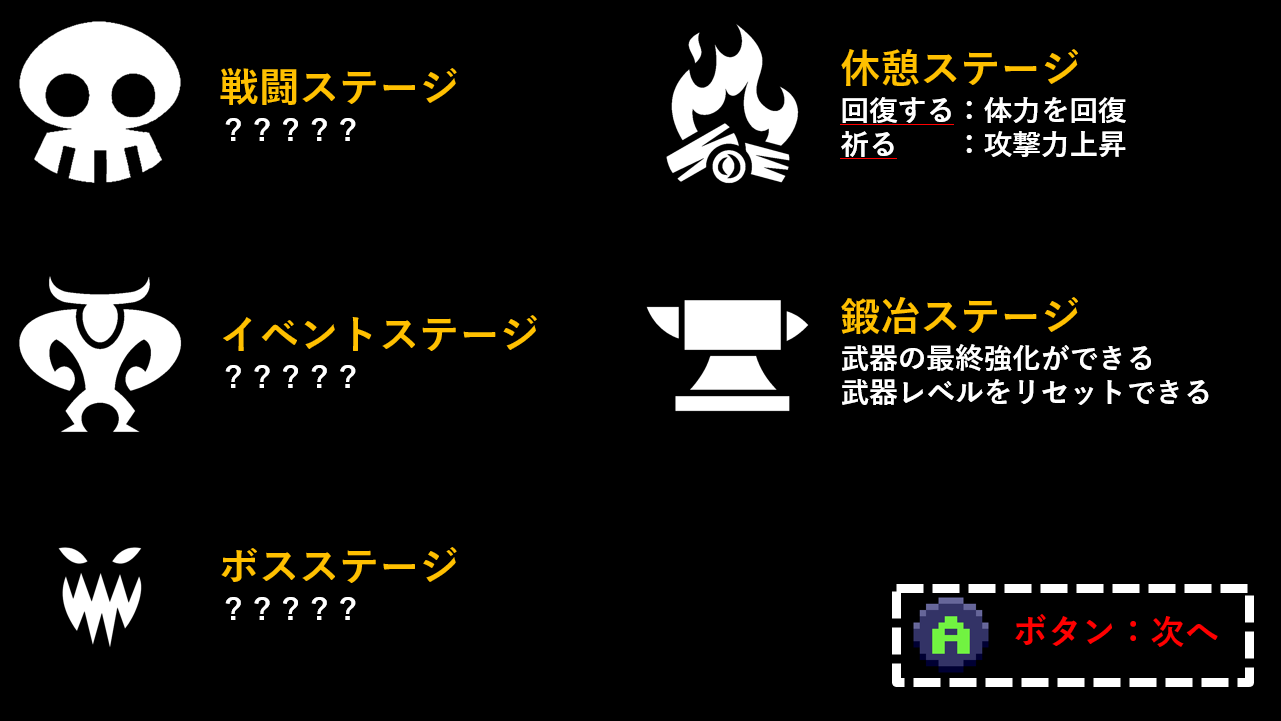 戦闘ステージ
？？？？？
休憩ステージ
回復する：体力を回復
祈る　　：攻撃力上昇
イベントステージ
？？？？？
鍛冶ステージ
武器の最終強化ができる
武器レベルをリセットできる
ボスステージ
？？？？？
A ボタン：次へ